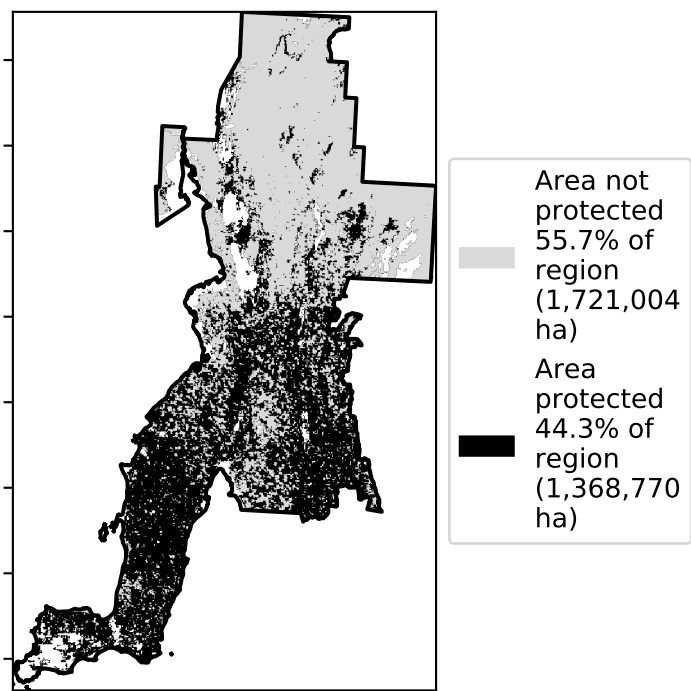 Area not
protected
55.7% of
region
(1,721,004
ha)
Area
protected
44.3% of
region
(1,368,770
ha)